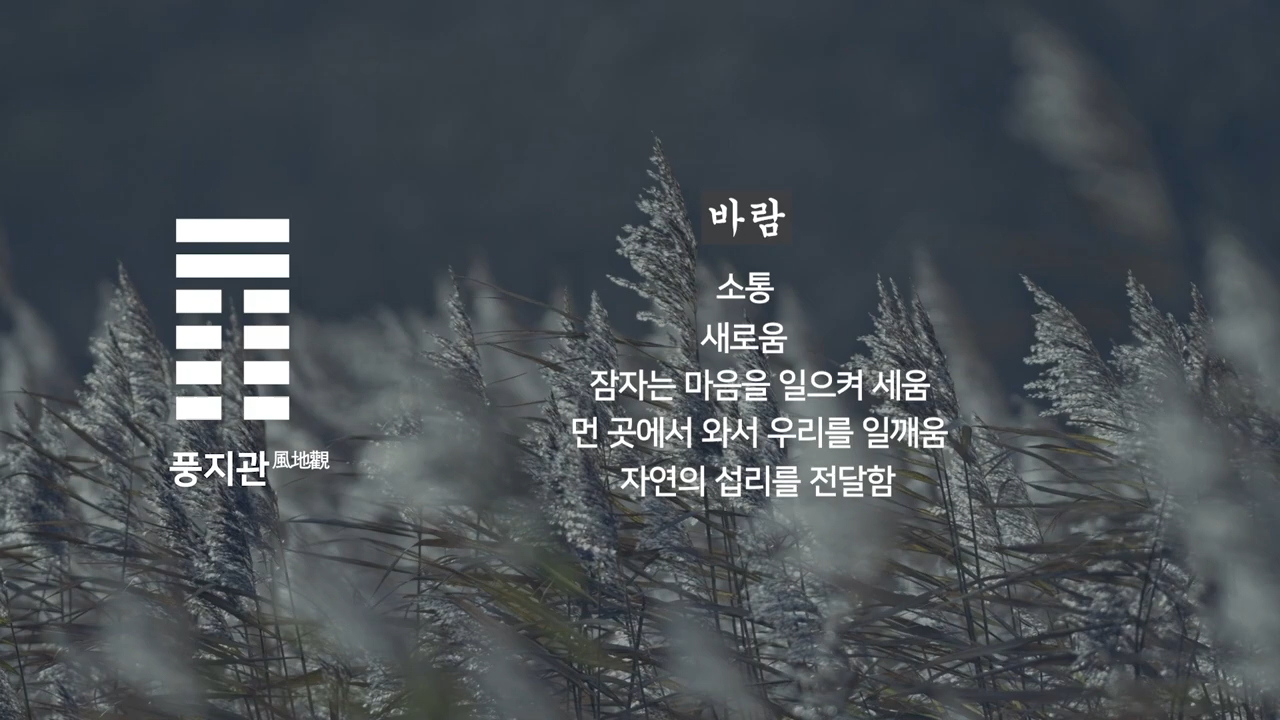 풍지관 風地觀
바람
소통
새로움
잠자는 마음을 일으켜 세움
먼 곳에서 와서 우리를 일깨움
자연의 섭리를 전달함